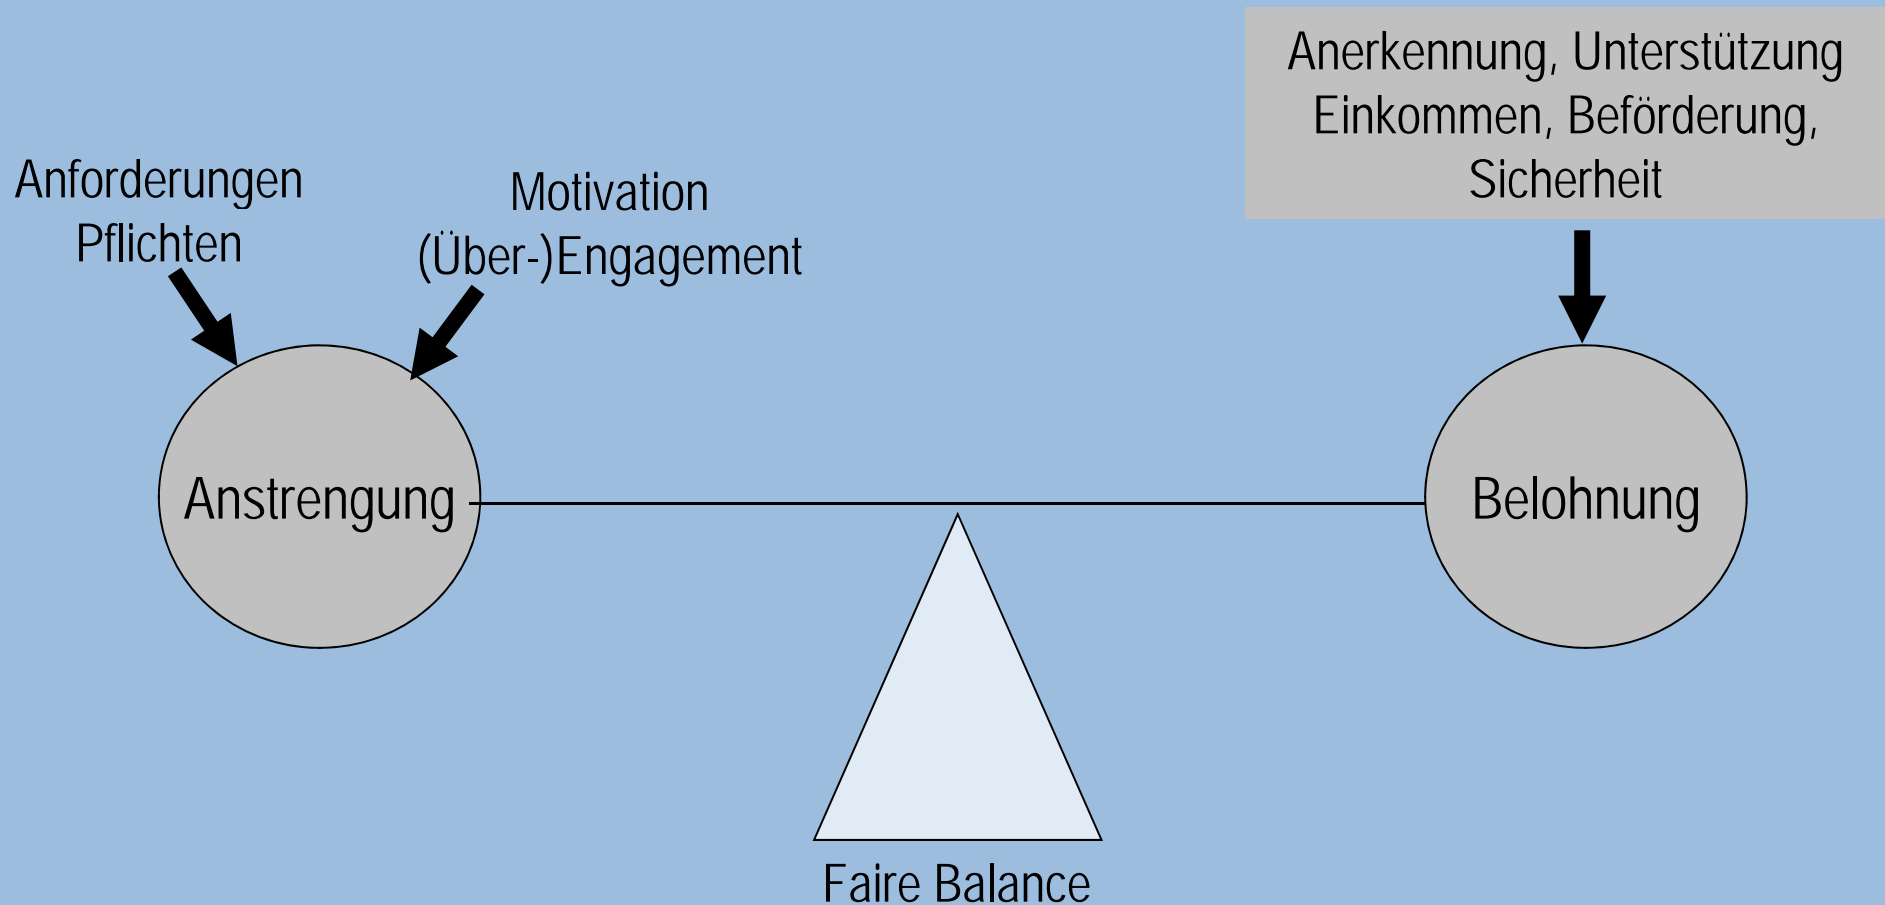 Anerkennung, Unterstützung
Einkommen, Beförderung,
Sicherheit
Anforderungen
Pflichten
Motivation
(Über-)Engagement
Anstrengung
Belohnung
Faire Balance